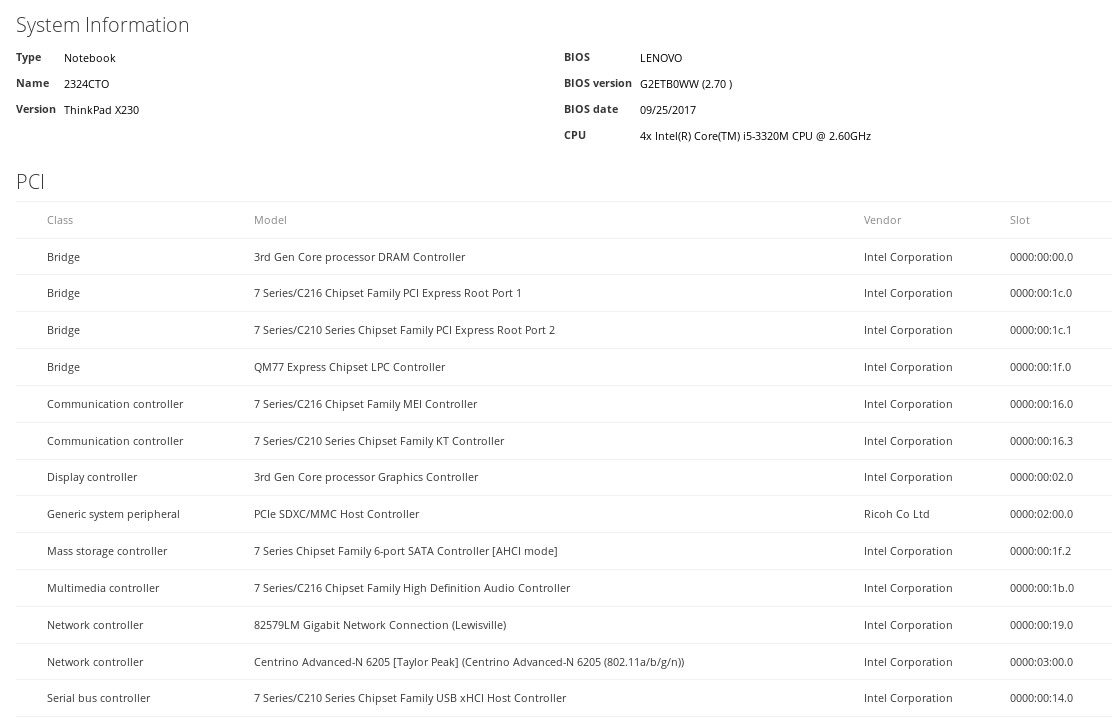 System Information
Type Notebook
Name 2324CTO
Version ThinkPad X230
BIOS LENOVO
BIOS version G2ETB0WW (2.70 )
BIOS date 09/25/2017
CPU 4x Intel(R) Core(TM) i5-3320M CPU @ 2.60GHz
PCI
Class Model Vendor Slot
Bridge 3rd Gen Core processor DRAM Controller Intel Corporation 0000:00:00.0
Bridge 7 Series/C216 Chipset Family PCI Express Root Port 1 Intel Corporation 0000:00:1c.0
Bridge 7 Series/C210 Series Chipset Family PCI Express Root Port 2 Intel Corporation 0000:00:1c.1
Bridge QM77 Express Chipset LPC Controller Intel Corporation 0000:00:1f.0
Communication controller 7 Series/C216 Chipset Family MEI Controller Intel Corporation 0000:00:16.0
Communication controller 7 Series/C210 Series Chipset Family KT Controller Intel Corporation 0000:00:16.3
Display controller 3rd Gen Core processor Graphics Controller Intel Corporation 0000:00:02.0
Generic system peripheral PCIe SDXC/MMC Host Controller Ricoh Co Ltd 0000:02:00.0
Mass storage controller 7 Series Chipset Family 6-port SATA Controller [AHCI mode] Intel Corporation 0000:00:1f.2
Multimedia controller 7 Series/C216 Chipset Family High Definition Audio Controller Intel Corporation 0000:00:1b.0
Network controller 82579LM Gigabit Network Connection (Lewisville) Intel Corporation 0000:00:19.0
Network controller Centrino Advanced-N 6205 [Taylor Peak] (Centrino Advanced-N 6205 (802.11a/b/g/n)) Intel Corporation 0000:03:00.0
Serial bus controller 7 Series/C210 Series Chipset Family USB xHCI Host Controller Intel Corporation 0000:00:14.0